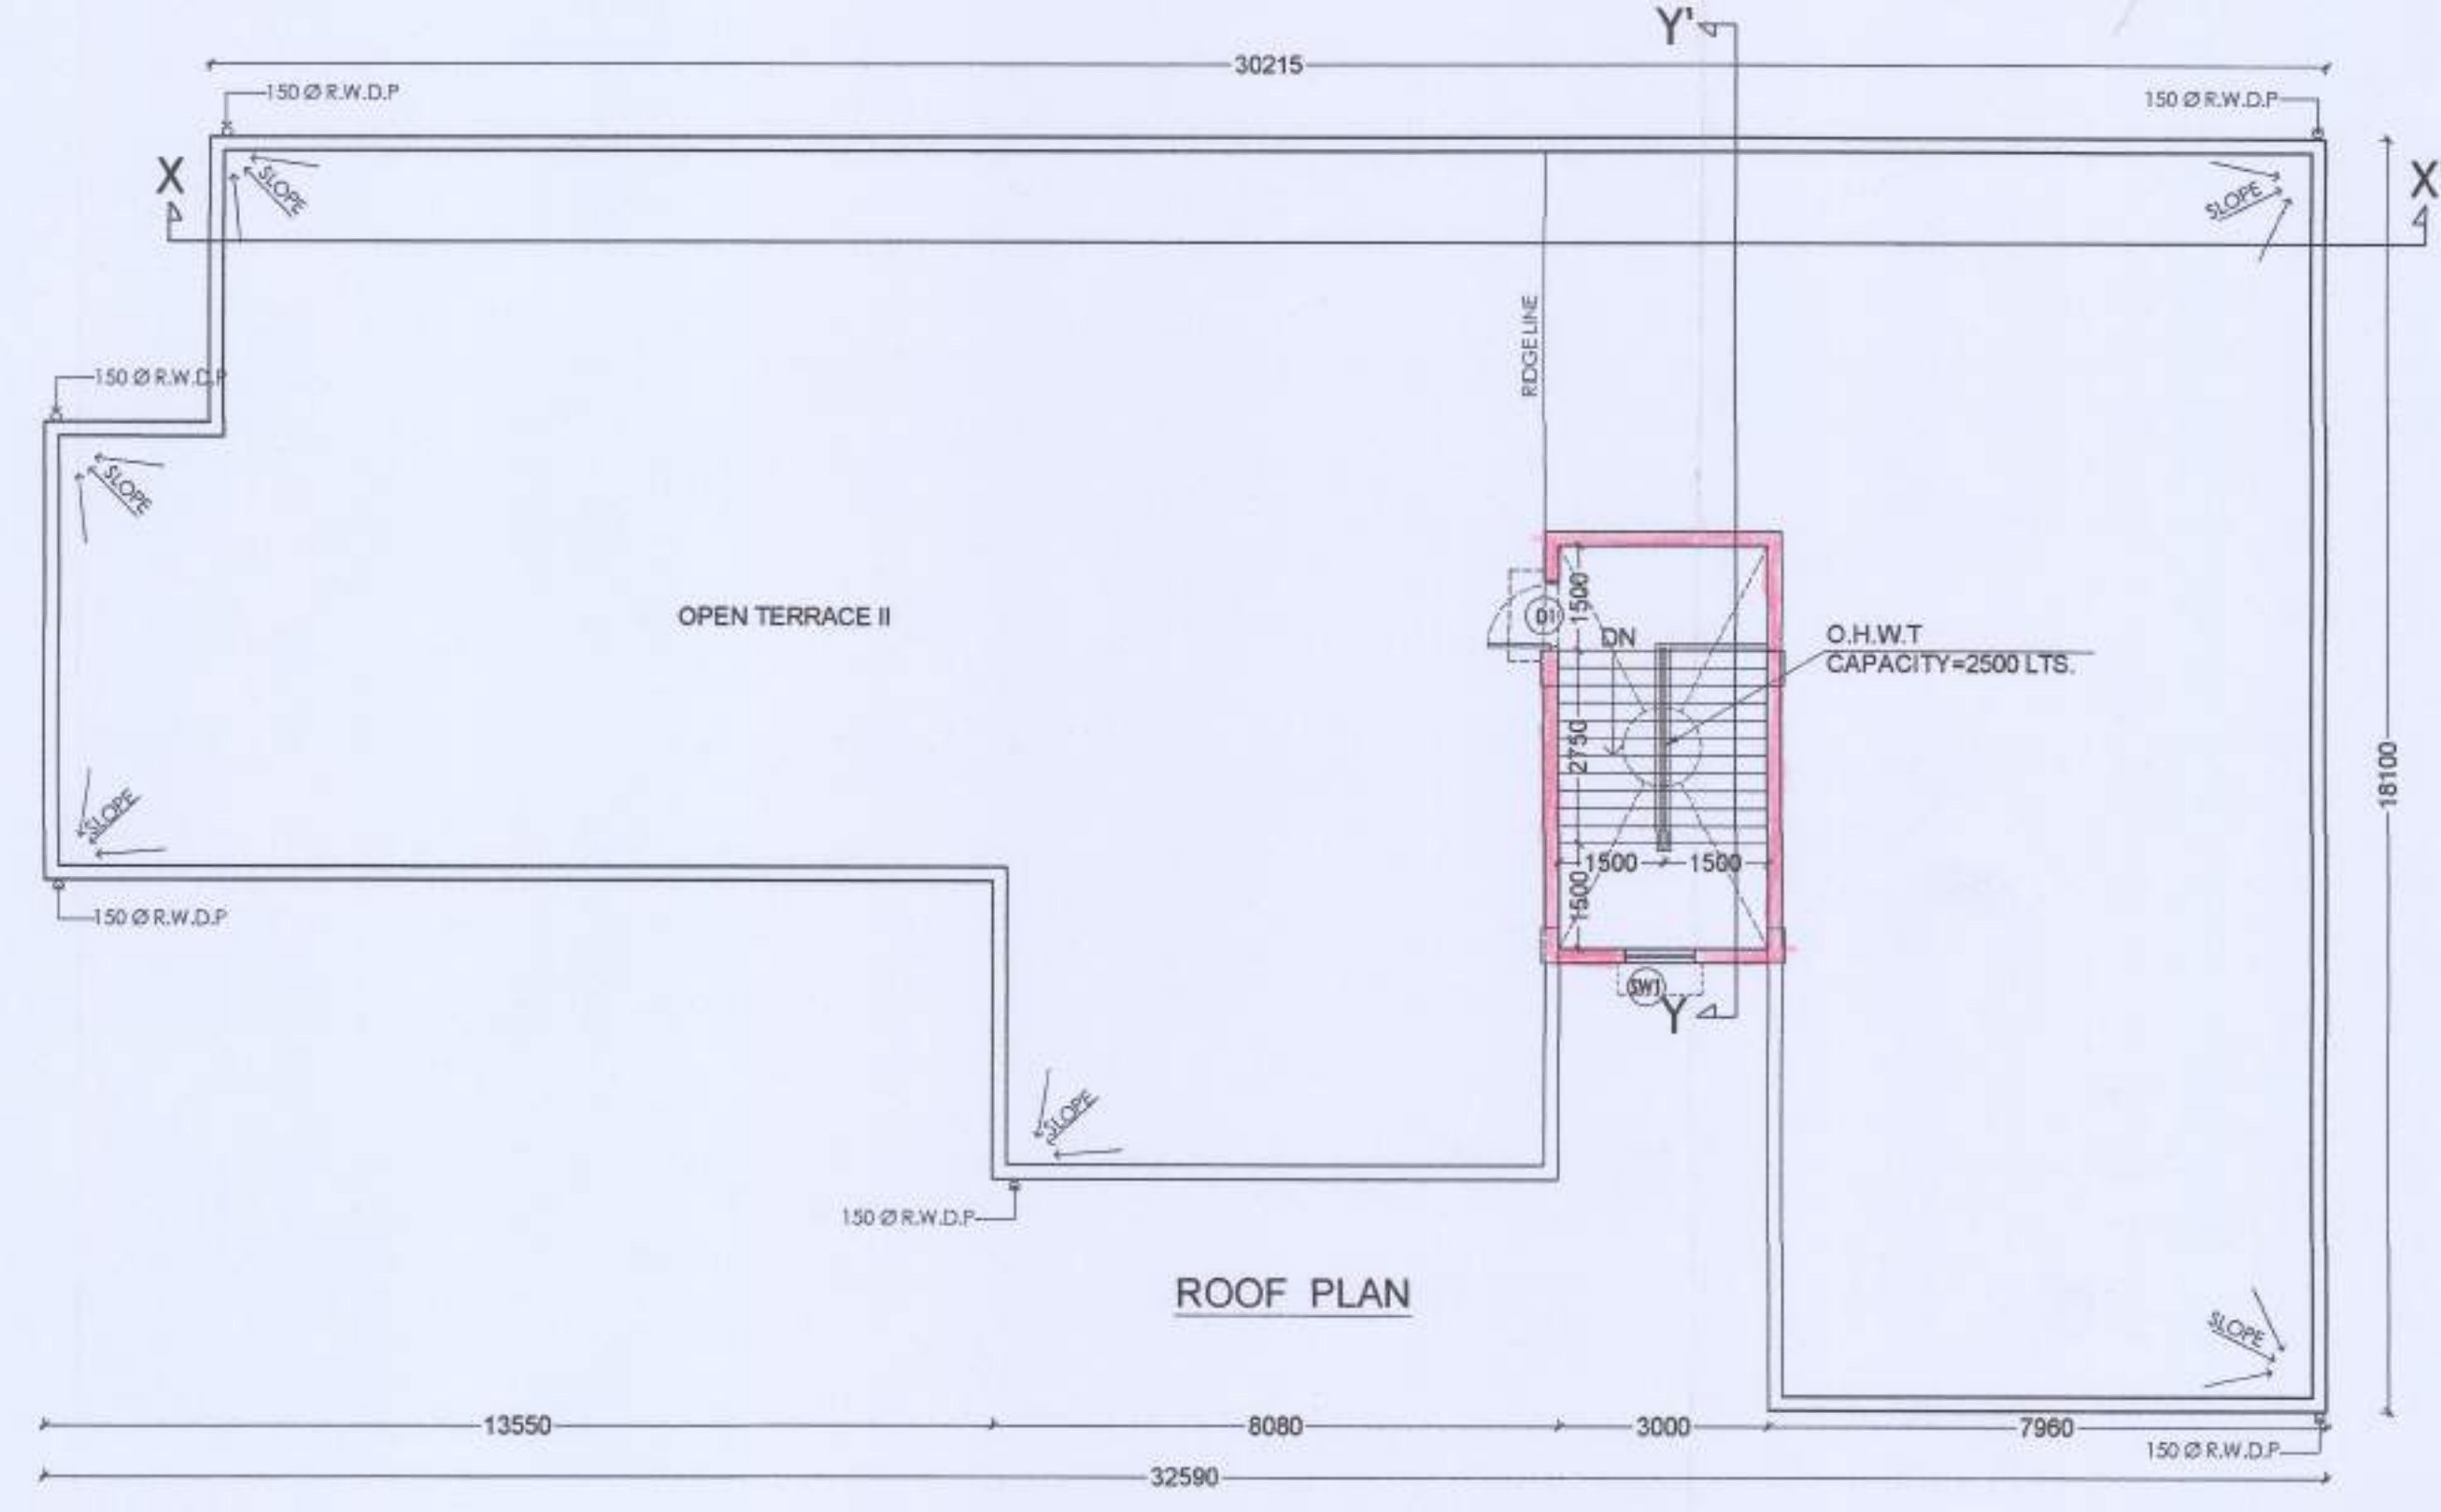 Y'
30215
150 Ø R.W.D.P
150 Ø R.W.D.P
X
SLOPE
SLOPE
X
RIDGE LINE
150 Ø R.W.D.P
SLOPE
OPEN TERRACE II
D1
1500
DN
O.H.W.T
CAPACITY=2500 LTS.
2750
18100
SLOPE
1500
1500
1500
150 Ø R.W.D.P
SW1
Y
SLOPE
150 Ø R.W.D.P
ROOF PLAN
SLOPE
13550
8080
3000
7960
150 Ø R.W.D.P
32590